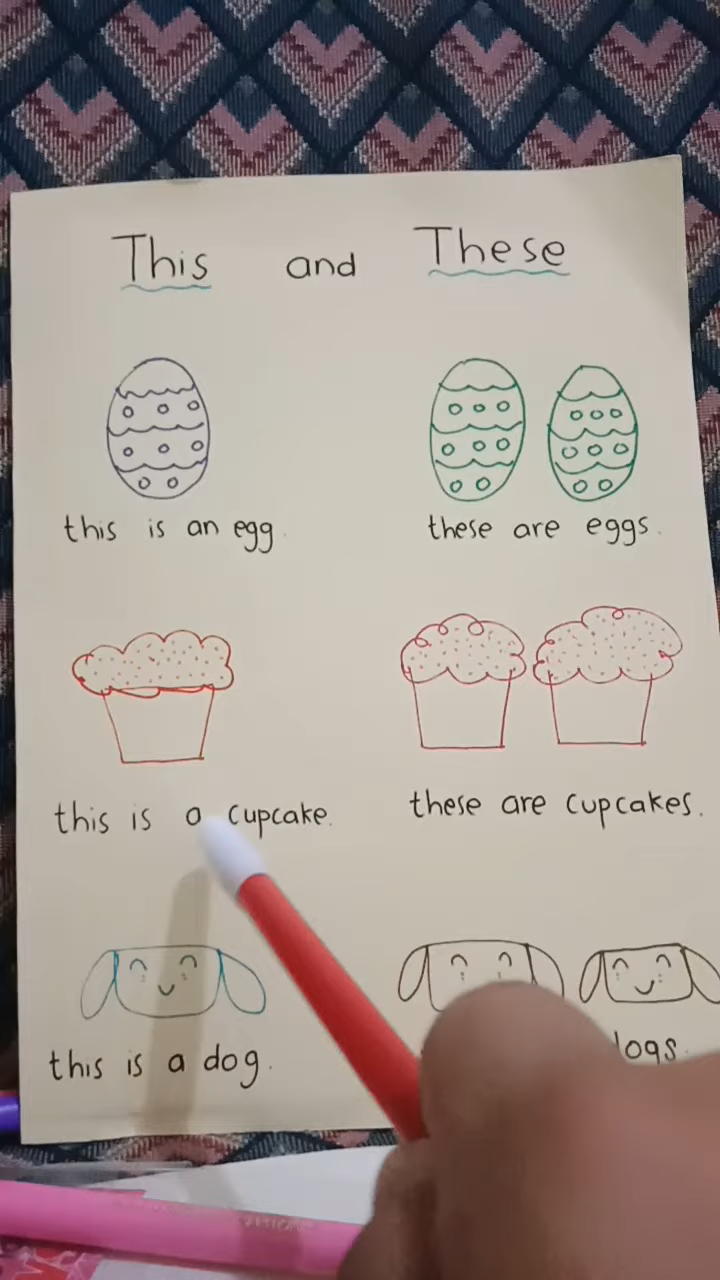 This and These
this is an egg. these are eggs.
this is a cupcake. these are cupcakes.
this is a dog.